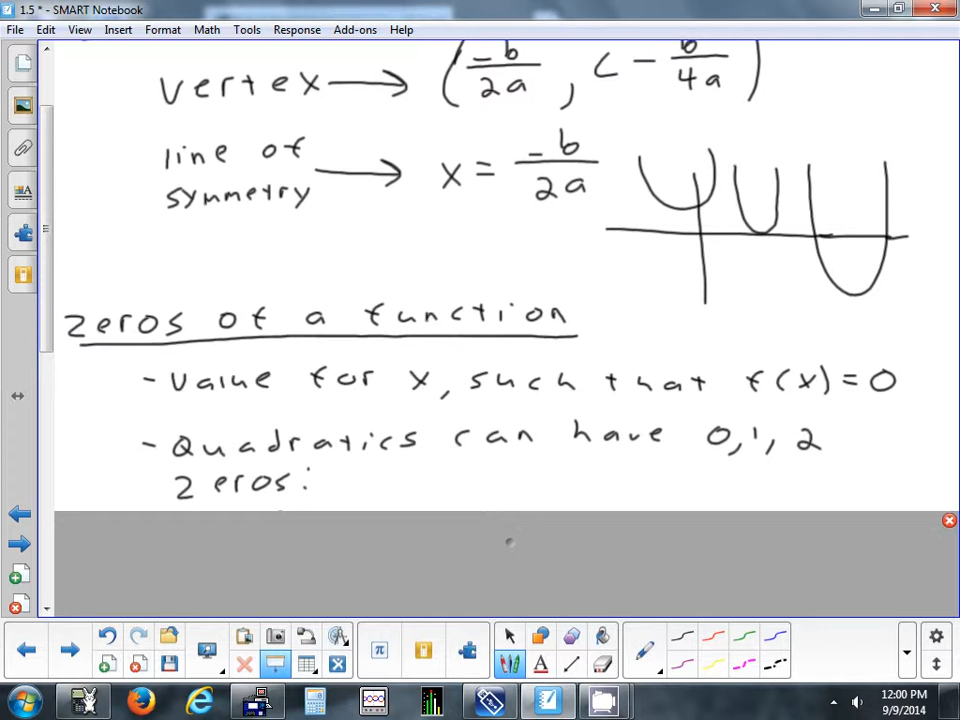 1.5 * - SMART Notebook
File Edit View Insert Format Math Tools Response Add-ons Help
vertex → (-b/2a, c - b/4a)
line of
symmetry → x = -b/2a
Zeros of a function
- Value for x, such that f(x) = 0
- Quadratics can have 0, 1, 2
zeros:
12:00 PM
9/9/2014